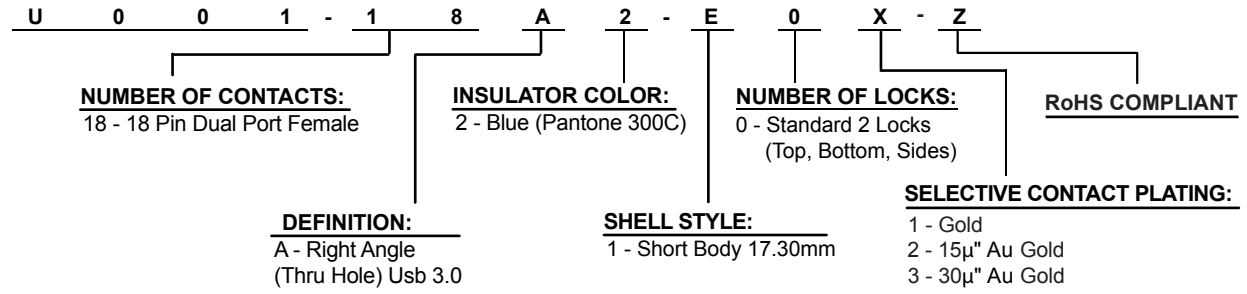 U 0 0 1 - 1 8 A 2 - E 0 X - Z
NUMBER OF CONTACTS:
18 - 18 Pin Dual Port Female
INSULATOR COLOR:
2 - Blue (Pantone 300C)
NUMBER OF LOCKS:
0 - Standard 2 Locks
(Top, Bottom, Sides)
RoHS COMPLIANT
DEFINITION:
A - Right Angle
(Thru Hole) Usb 3.0
SHELL STYLE:
1 - Short Body 17.30mm
SELECTIVE CONTACT PLATING:
1 - Gold
2 - 15µ" Au Gold
3 - 30µ" Au Gold